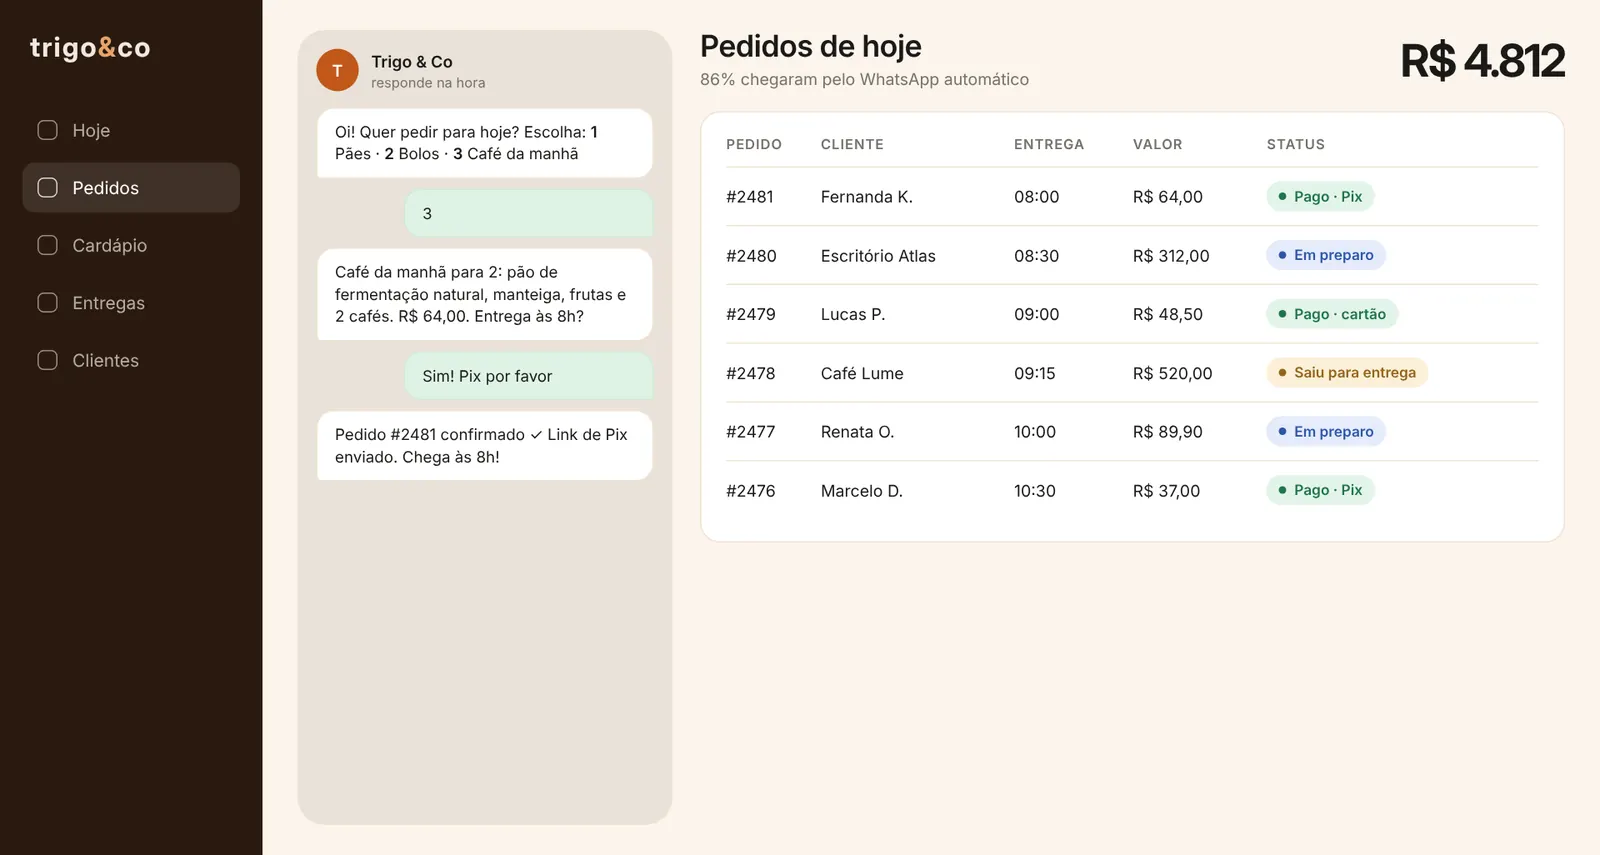 trigo&co
Hoje
Pedidos
Cardápio
Entregas
Clientes
T
Trigo & Co
responde na hora
Oi! Quer pedir para hoje? Escolha: 1
Pães · 2 Bolos · 3 Café da manhã
3
Café da manhã para 2: pão de
fermentação natural, manteiga, frutas e
2 cafés. R$ 64,00. Entrega às 8h?
Sim! Pix por favor
Pedido #2481 confirmado ✓ Link de Pix
enviado. Chega às 8h!
Pedidos de hoje
86% chegaram pelo WhatsApp automático
R$ 4.812
PEDIDO CLIENTE ENTREGA VALOR STATUS
#2481 Fernanda K. 08:00 R$ 64,00 Pago · Pix
#2480 Escritório Atlas 08:30 R$ 312,00 Em preparo
#2479 Lucas P. 09:00 R$ 48,50 Pago · cartão
#2478 Café Lume 09:15 R$ 520,00 Saiu para entrega
#2477 Renata O. 10:00 R$ 89,90 Em preparo
#2476 Marcelo D. 10:30 R$ 37,00 Pago · Pix